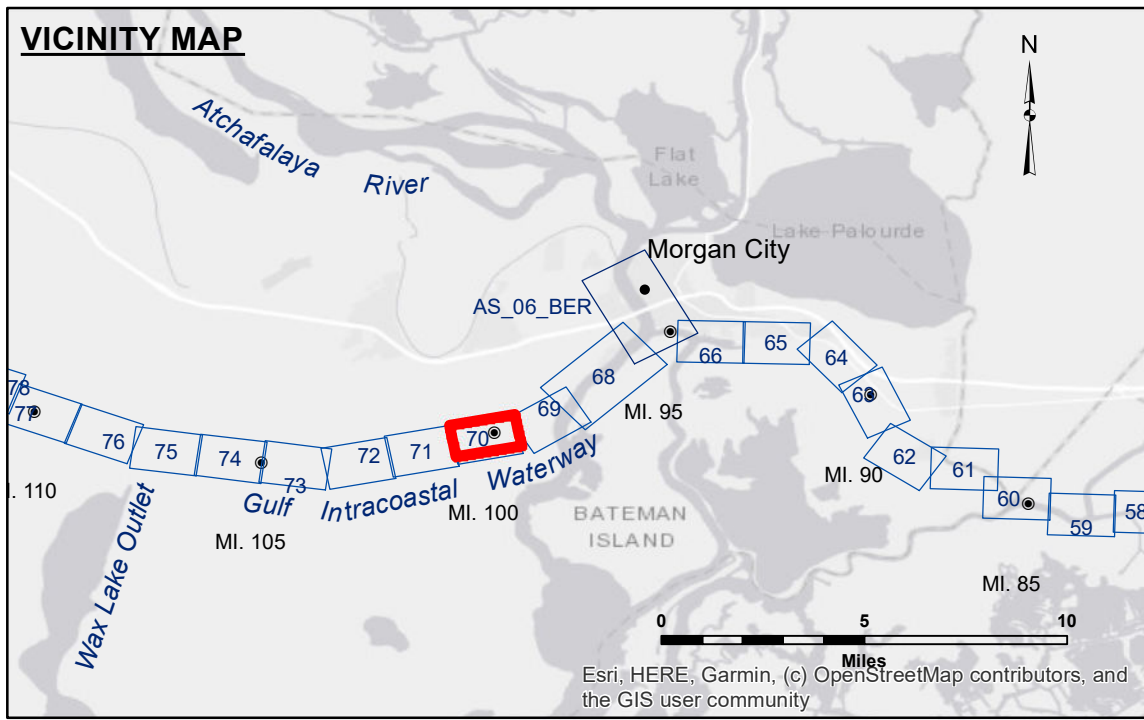 VICINITY MAP
N
Atchafalaya
River
Flat
Lake
Lake Palourde
Morgan City
AS_06_BER
66
65
64
63
62
61
60
59
58
68
69
70
71
72
73
74
75
76
77
78
MI. 95
MI. 90
MI. 85
MI. 100
MI. 105
MI. 110
Gulf Intracoastal Waterway
Wax Lake Outlet
BATEMAN
ISLAND
0 5 10
Miles
Esri, HERE, Garmin, (c) OpenStreetMap contributors, and
the GIS user community